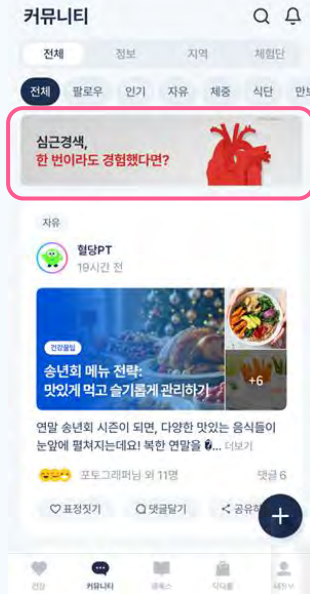 커뮤니티
전체 정보 지역 체험단
전체 팔로우 인기 자유 체중 식단
심근경색,
한 번이라도 경험했다면?
자유
혈당PT
19시간 전
건강꿀팁
송년회 메뉴 전략:
맛있게 먹고 슬기롭게 관리하기
+6
연말 송년회 시즌이 되면, 다양한 맛있는 음식들이
눈앞에 펼쳐지는데요! 복한 연말을 �... 더보기
포토그래퍼님 외 11명 댓글 6
표정짓기 댓글달기 공유하
+
건강 커뮤니티